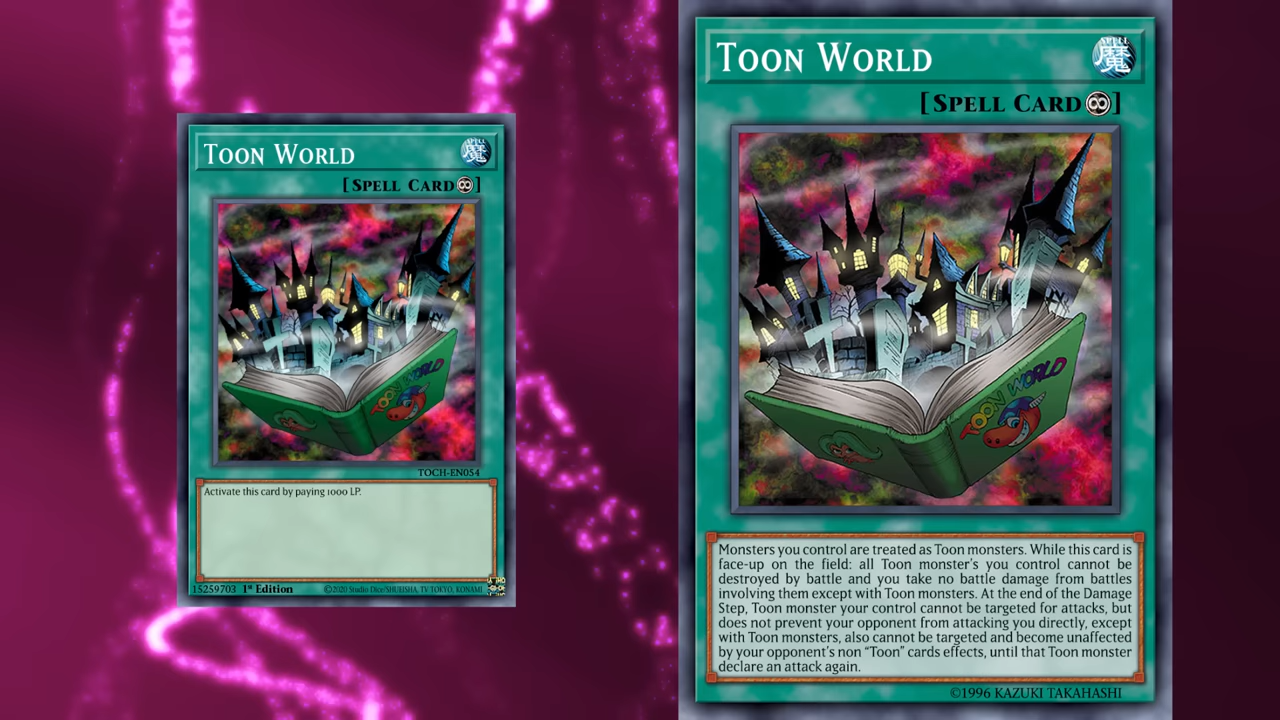 TOON WORLD
[SPELL CARD]
TOON WORLD
TOCH-EN054
Activate this card by paying 1000 LP.
15259703 1st Edition ©2020 Studio Dice/SHUEISHA, TV TOKYO, KONAMI
TOON WORLD
SPELL
魔
[SPELL CARD]
TOON WORLD
Monsters you control are treated as Toon monsters. While this card is
face-up on the field: all Toon monster's you control cannot be
destroyed by battle and you take no battle damage from battles
involving them except with Toon monsters. At the end of the Damage
Step, Toon monster your control cannot be targeted for attacks, but
does not prevent your opponent from attacking you directly, except
with Toon monsters, also cannot be targeted and become unaffected
by your opponent's non "Toon" cards effects, until that Toon monster
declare an attack again.
©1996 KAZUKI TAKAHASHI